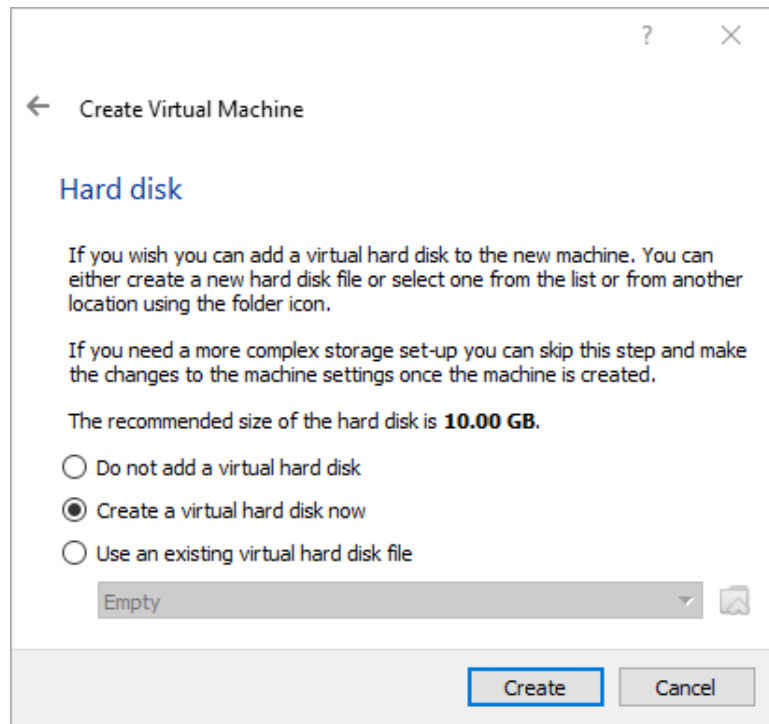 ?
Create Virtual Machine
Hard disk
If you wish you can add a virtual hard disk to the new machine. You can
either create a new hard disk file or select one from the list or from another
location using the folder icon.
If you need a more complex storage set-up you can skip this step and make
the changes to the machine settings once the machine is created.
The recommended size of the hard disk is 10.00 GB.
Do not add a virtual hard disk
Create a virtual hard disk now
Use an existing virtual hard disk file
Empty
Create Cancel